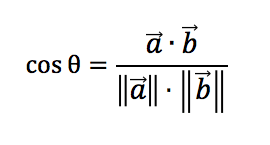 cos θ = a⃗ · b⃗ / ‖a⃗‖ · ‖b⃗‖